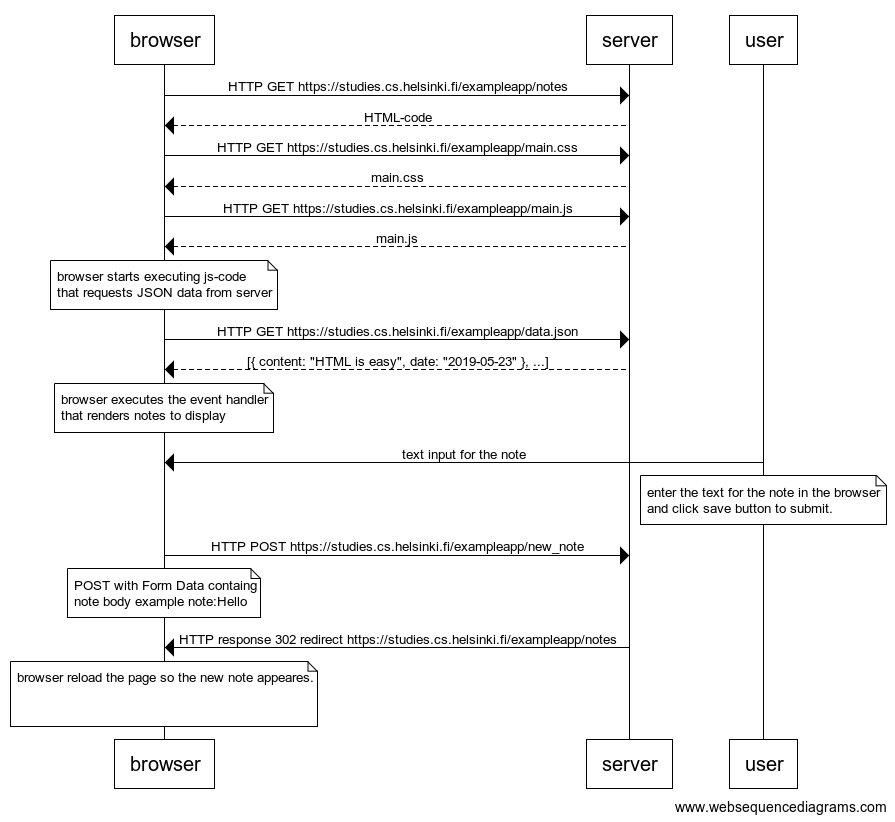 browser
server
user
HTTP GET https://studies.cs.helsinki.fi/exampleapp/notes
HTML-code
HTTP GET https://studies.cs.helsinki.fi/exampleapp/main.css
main.css
HTTP GET https://studies.cs.helsinki.fi/exampleapp/main.js
main.js
browser starts executing js-code
that requests JSON data from server
HTTP GET https://studies.cs.helsinki.fi/exampleapp/data.json
[{ content: "HTML is easy", date: "2019-05-23" }, ...]
browser executes the event handler
that renders notes to display
text input for the note
enter the text for the note in the browser
and click save button to submit.
HTTP POST https://studies.cs.helsinki.fi/exampleapp/new_note
POST with Form Data containg
note body example note:Hello
HTTP response 302 redirect https://studies.cs.helsinki.fi/exampleapp/notes
browser reload the page so the new note appeares.
browser
server
user
www.websequencediagrams.com